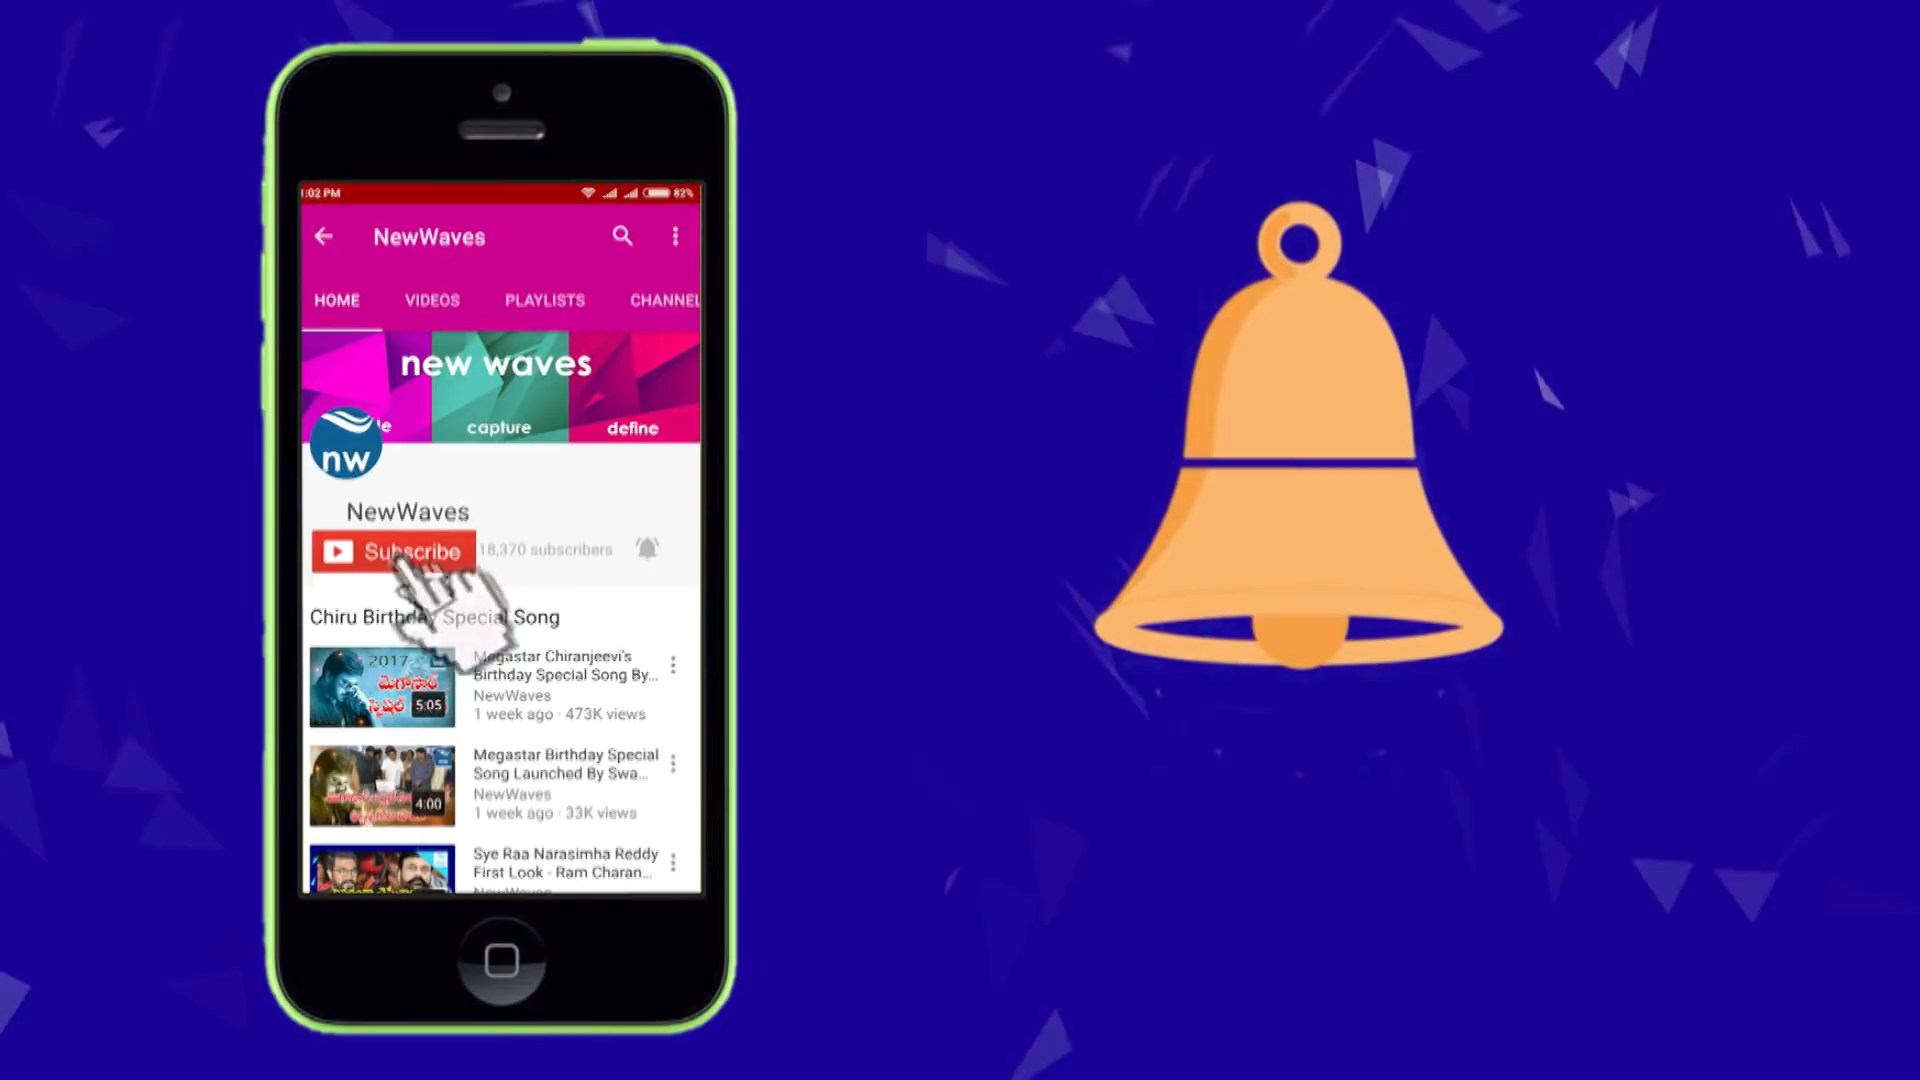 1:02 PM 82%
NewWaves
HOME VIDEOS PLAYLISTS CHANNEL
new waves
le capture define
nw
NewWaves
Subscribe 18,370 subscribers
Chiru Birthday Special Song
2017
మెగాస్టార్
స్పెషల్
5:05
Megastar Chiranjeevi's
Birthday Special Song By...
NewWaves
1 week ago · 473K views
4:00
Megastar Birthday Special
Song Launched By Swa...
NewWaves
1 week ago · 33K views
Sye Raa Narasimha Reddy
First Look - Ram Charan...
NewWaves